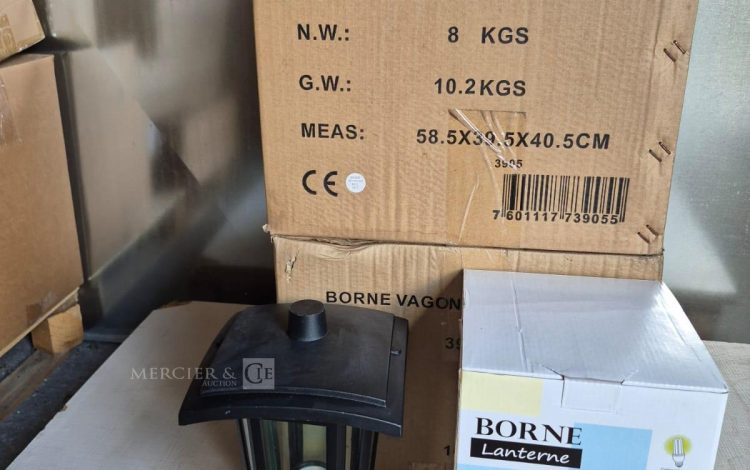 N.W.: 8 KGS
G.W.: 10.2KGS
MEAS: 58.5X39.5X40.5CM
3905
CE
7 601117 739055
BORNE VAGON
MERCIER & CIE
AUCTION
BORNE
Lanterne